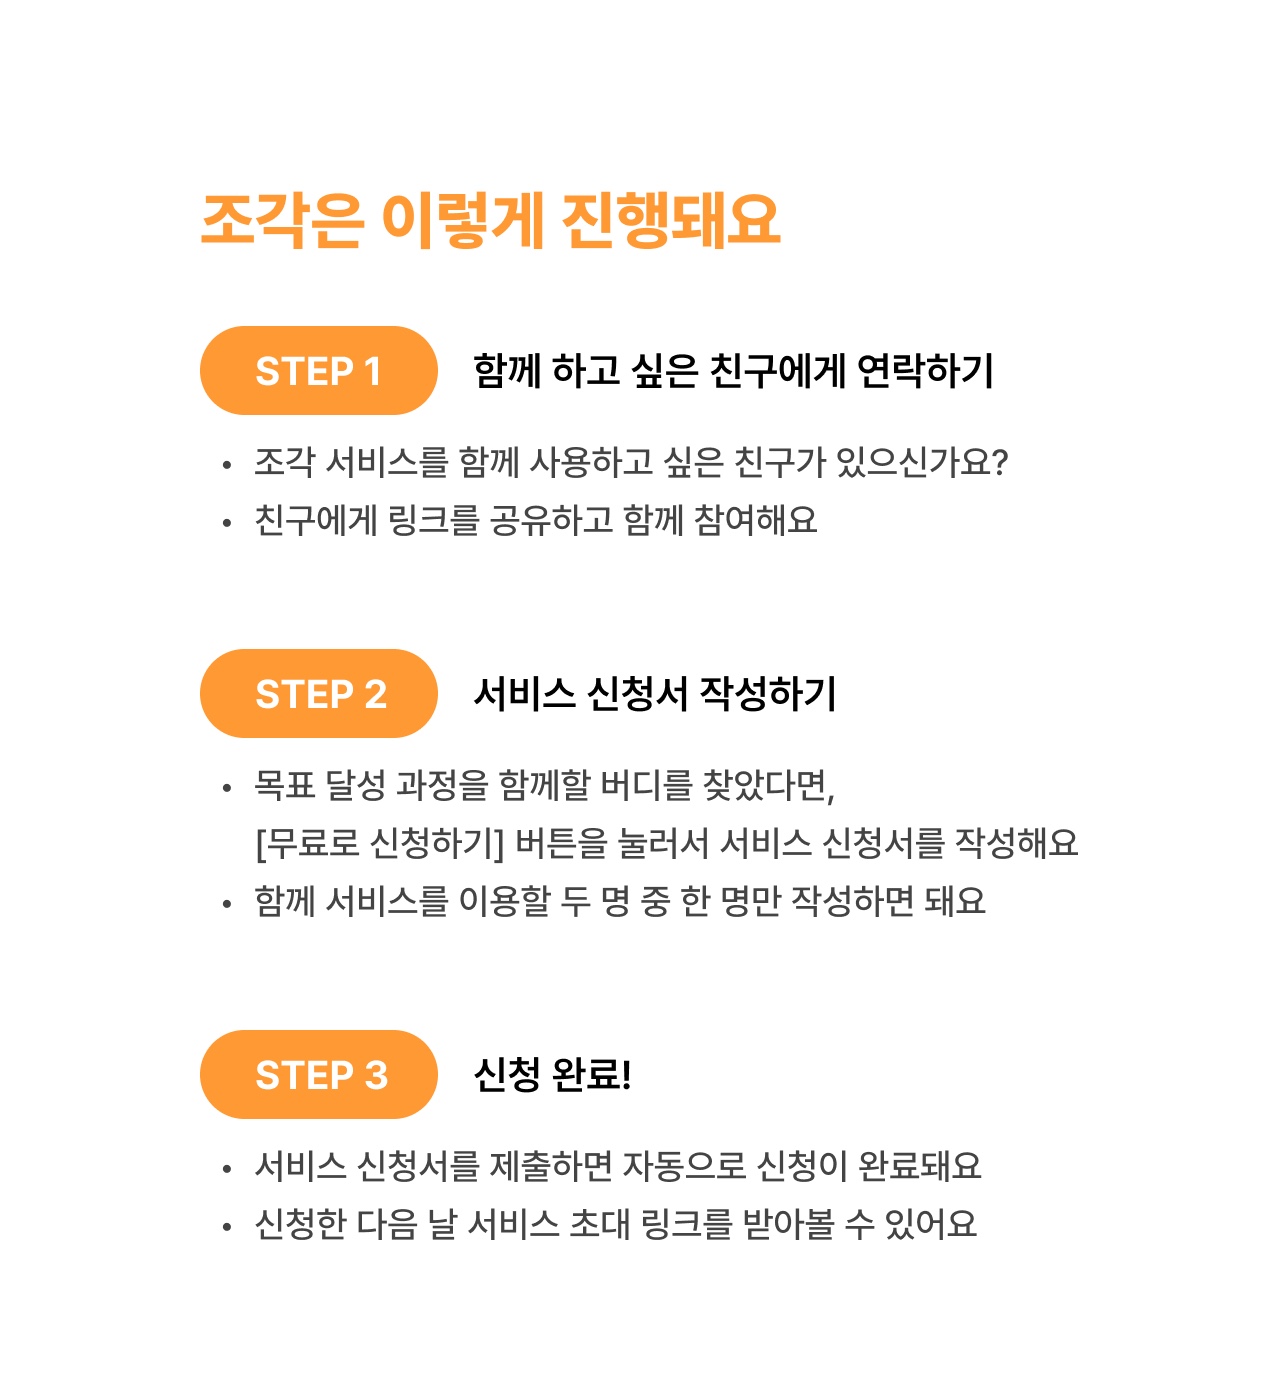 조각은 이렇게 진행돼요
STEP 1 함께 하고 싶은 친구에게 연락하기
• 조각 서비스를 함께 사용하고 싶은 친구가 있으신가요?
• 친구에게 링크를 공유하고 함께 참여해요
STEP 2 서비스 신청서 작성하기
• 목표 달성 과정을 함께할 버디를 찾았다면,
[무료로 신청하기] 버튼을 눌러서 서비스 신청서를 작성해요
• 함께 서비스를 이용할 두 명 중 한 명만 작성하면 돼요
STEP 3 신청 완료!
• 서비스 신청서를 제출하면 자동으로 신청이 완료돼요
• 신청한 다음 날 서비스 초대 링크를 받아볼 수 있어요